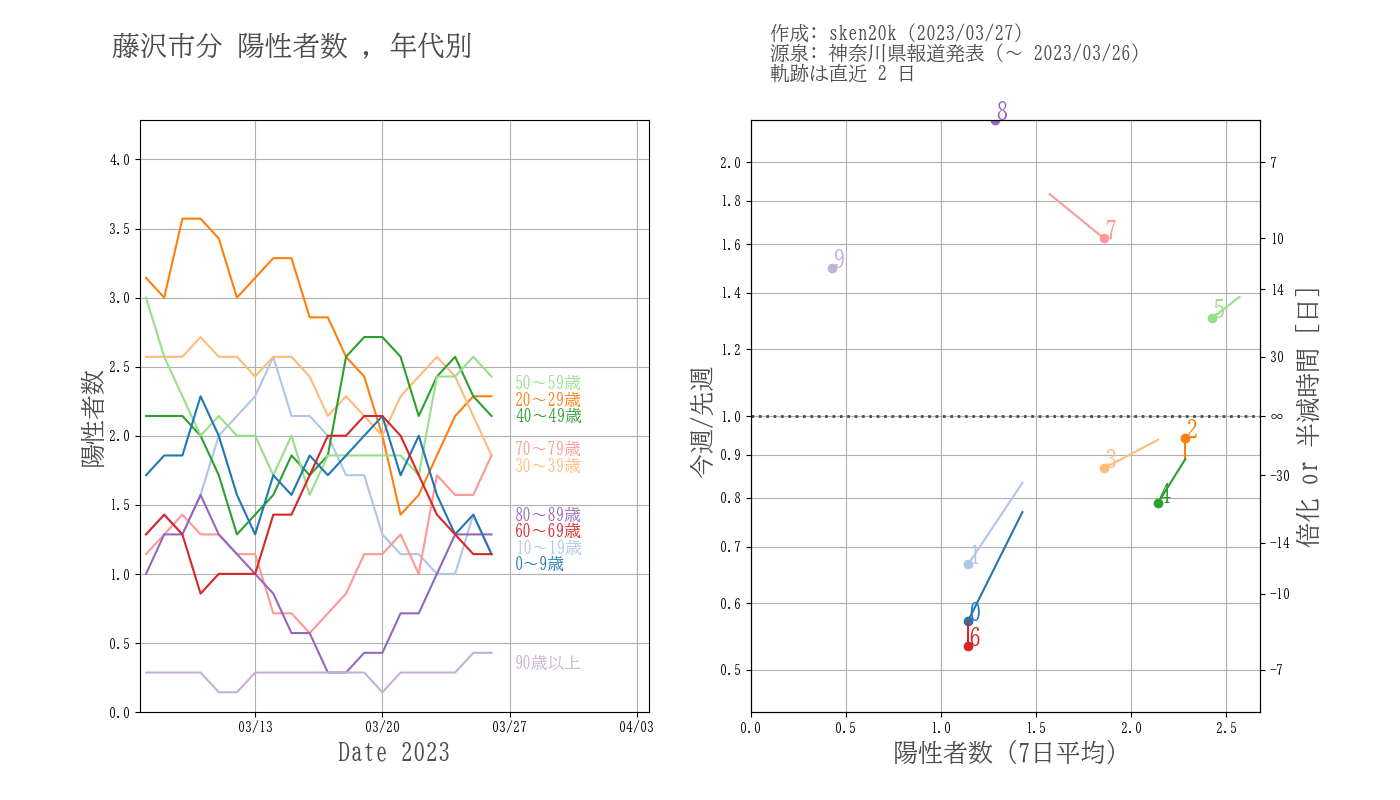 藤沢市分 陽性者数 , 年代別
作成: sken20k (2023/03/27)
源泉: 神奈川県報道発表 (〜 2023/03/26)
軌跡は直近 2 日
陽性者数
4.0
3.5
3.0
2.5
2.0
1.5
1.0
0.5
0.0
50〜59歳
20〜29歳
40〜49歳
70〜79歳
30〜39歳
80〜89歳
60〜69歳
10〜19歳
0〜9歳
90歳以上
03/13
03/20
03/27
04/03
Date 2023
今週/先週
2.0
1.8
1.6
1.4
1.2
1.0
0.9
0.8
0.7
0.6
0.5
8
7
9
5
2
3
4
1
0
6
7
10
14
30
∞
−30
−14
−10
−7
倍化 or 半減時間 [日]
0.0
0.5
1.0
1.5
2.0
2.5
陽性者数 (7日平均)